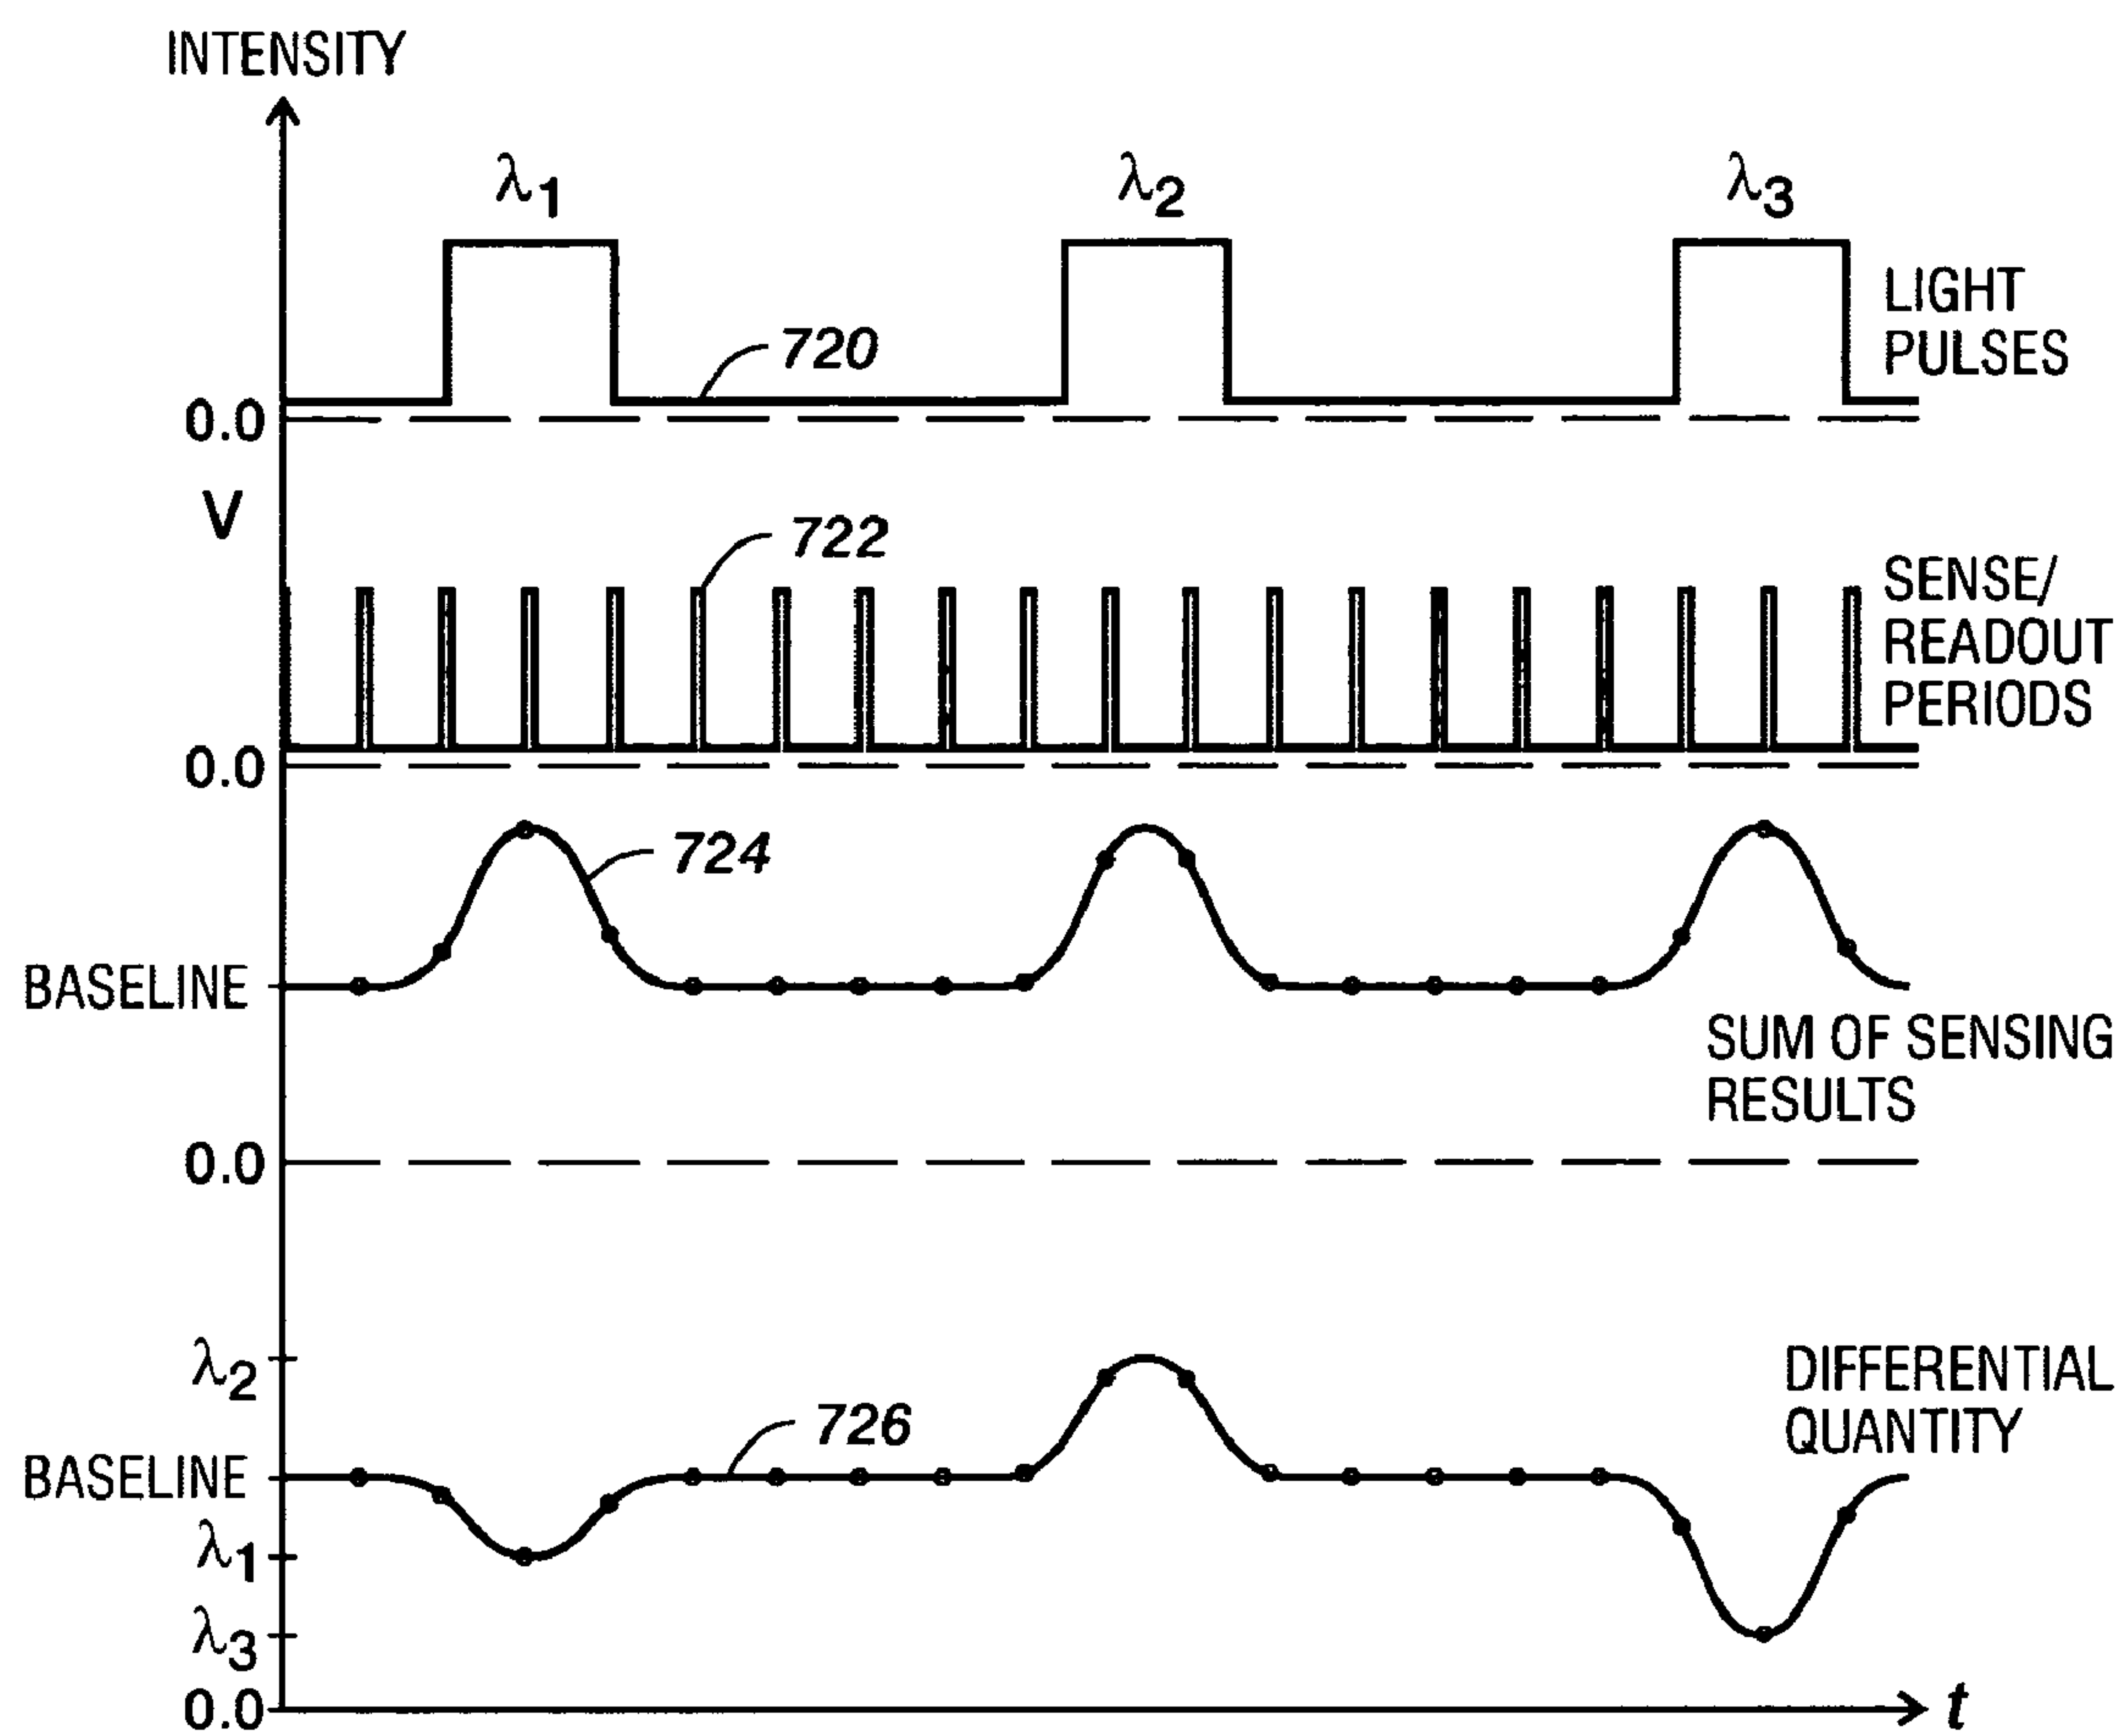 INTENSITY
λ1
λ2
λ3
LIGHT
PULSES
720
0.0
V
722
SENSE/
READOUT
PERIODS
0.0
724
BASELINE
SUM OF SENSING
RESULTS
0.0
λ2
DIFFERENTIAL
QUANTITY
726
BASELINE
λ1
λ3
0.0
t